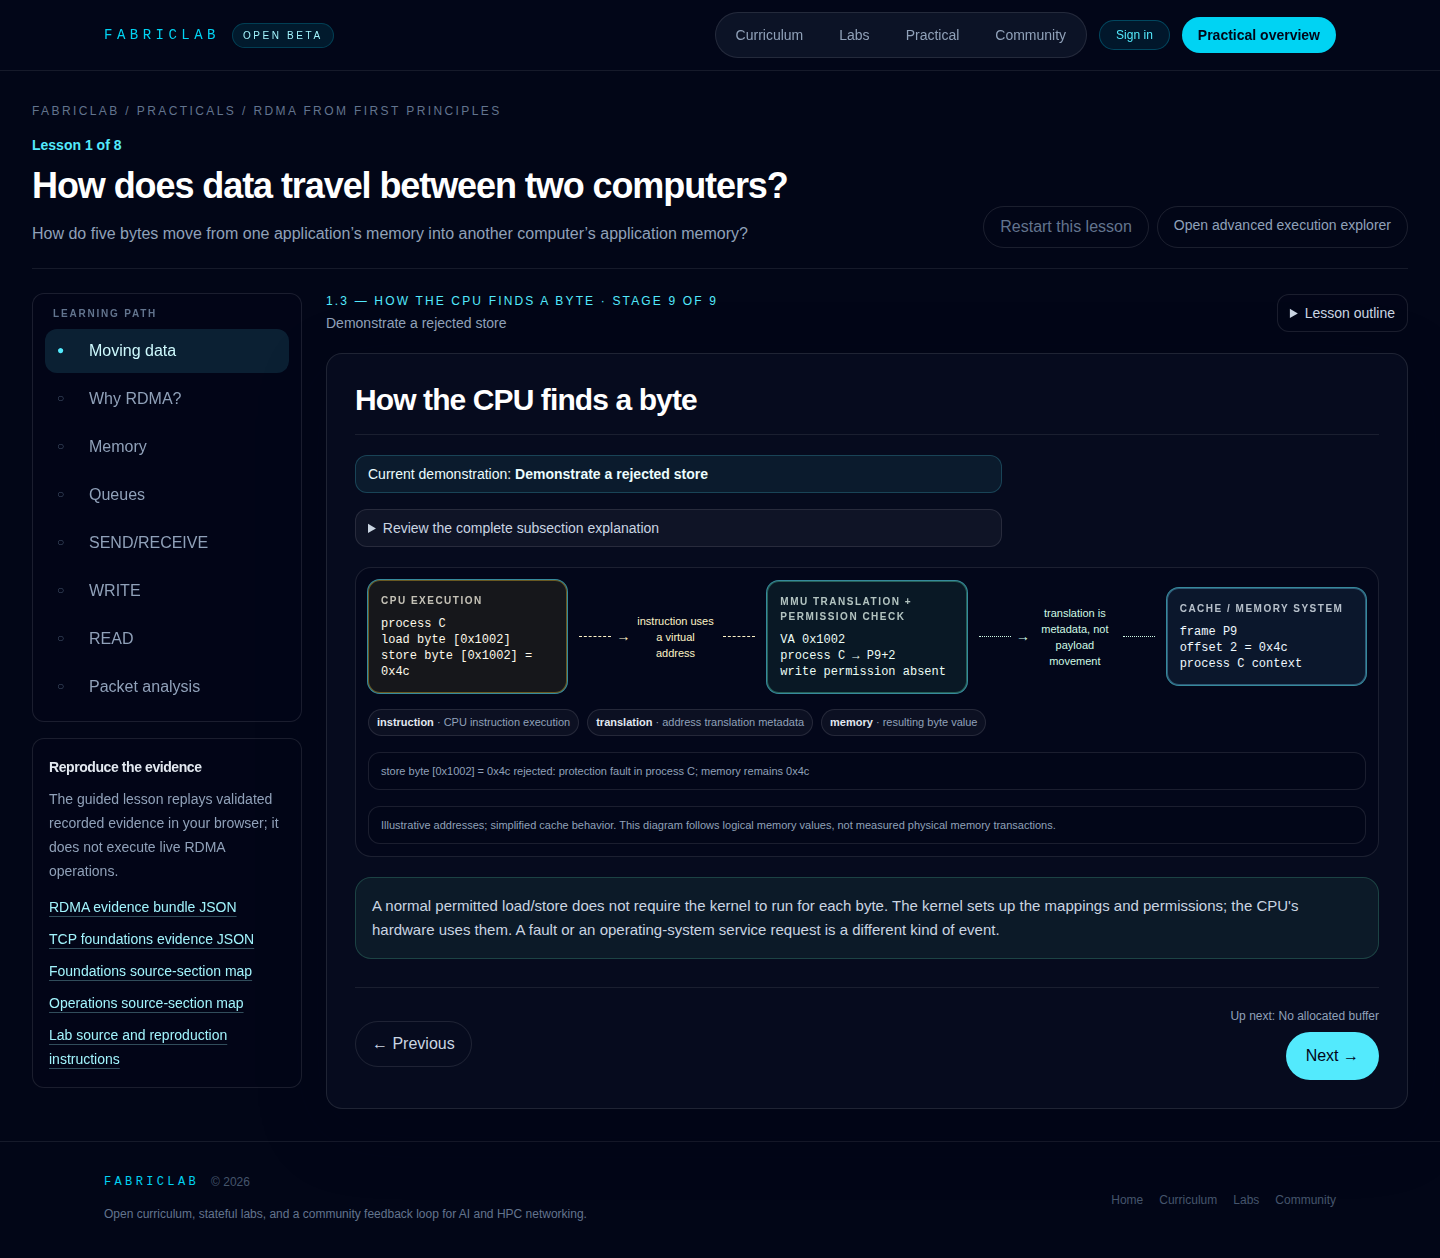 FABRICLAB OPEN BETA Curriculum Labs Practical Community Sign in Practical overview
FABRICLAB / PRACTICALS / RDMA FROM FIRST PRINCIPLES
Lesson 1 of 8
How does data travel between two computers?
How do five bytes move from one application’s memory into another computer’s application memory?
Restart this lesson Open advanced execution explorer
LEARNING PATH
Moving data
Why RDMA?
Memory
Queues
SEND/RECEIVE
WRITE
READ
Packet analysis
Reproduce the evidence
The guided lesson replays validated
recorded evidence in your browser; it
does not execute live RDMA
operations.
RDMA evidence bundle JSON
TCP foundations evidence JSON
Foundations source-section map
Operations source-section map
Lab source and reproduction
instructions
1.3 — HOW THE CPU FINDS A BYTE · STAGE 9 OF 9
Demonstrate a rejected store
▶ Lesson outline
How the CPU finds a byte
Current demonstration: Demonstrate a rejected store
▶ Review the complete subsection explanation
CPU EXECUTION
process C
load byte [0x1002]
store byte [0x1002] =
0x4c
→ instruction uses
a virtual
address
MMU TRANSLATION +
PERMISSION CHECK
VA 0x1002
process C → P9+2
write permission absent
→ translation is
metadata, not
payload
movement
CACHE / MEMORY SYSTEM
frame P9
offset 2 = 0x4c
process C context
instruction · CPU instruction execution translation · address translation metadata memory · resulting byte value
store byte [0x1002] = 0x4c rejected: protection fault in process C; memory remains 0x4c
Illustrative addresses; simplified cache behavior. This diagram follows logical memory values, not measured physical memory transactions.
A normal permitted load/store does not require the kernel to run for each byte. The kernel sets up the mappings and permissions; the CPU's
hardware uses them. A fault or an operating-system service request is a different kind of event.
Up next: No allocated buffer
← Previous Next →
FABRICLAB © 2026
Open curriculum, stateful labs, and a community feedback loop for AI and HPC networking.
Home Curriculum Labs Community